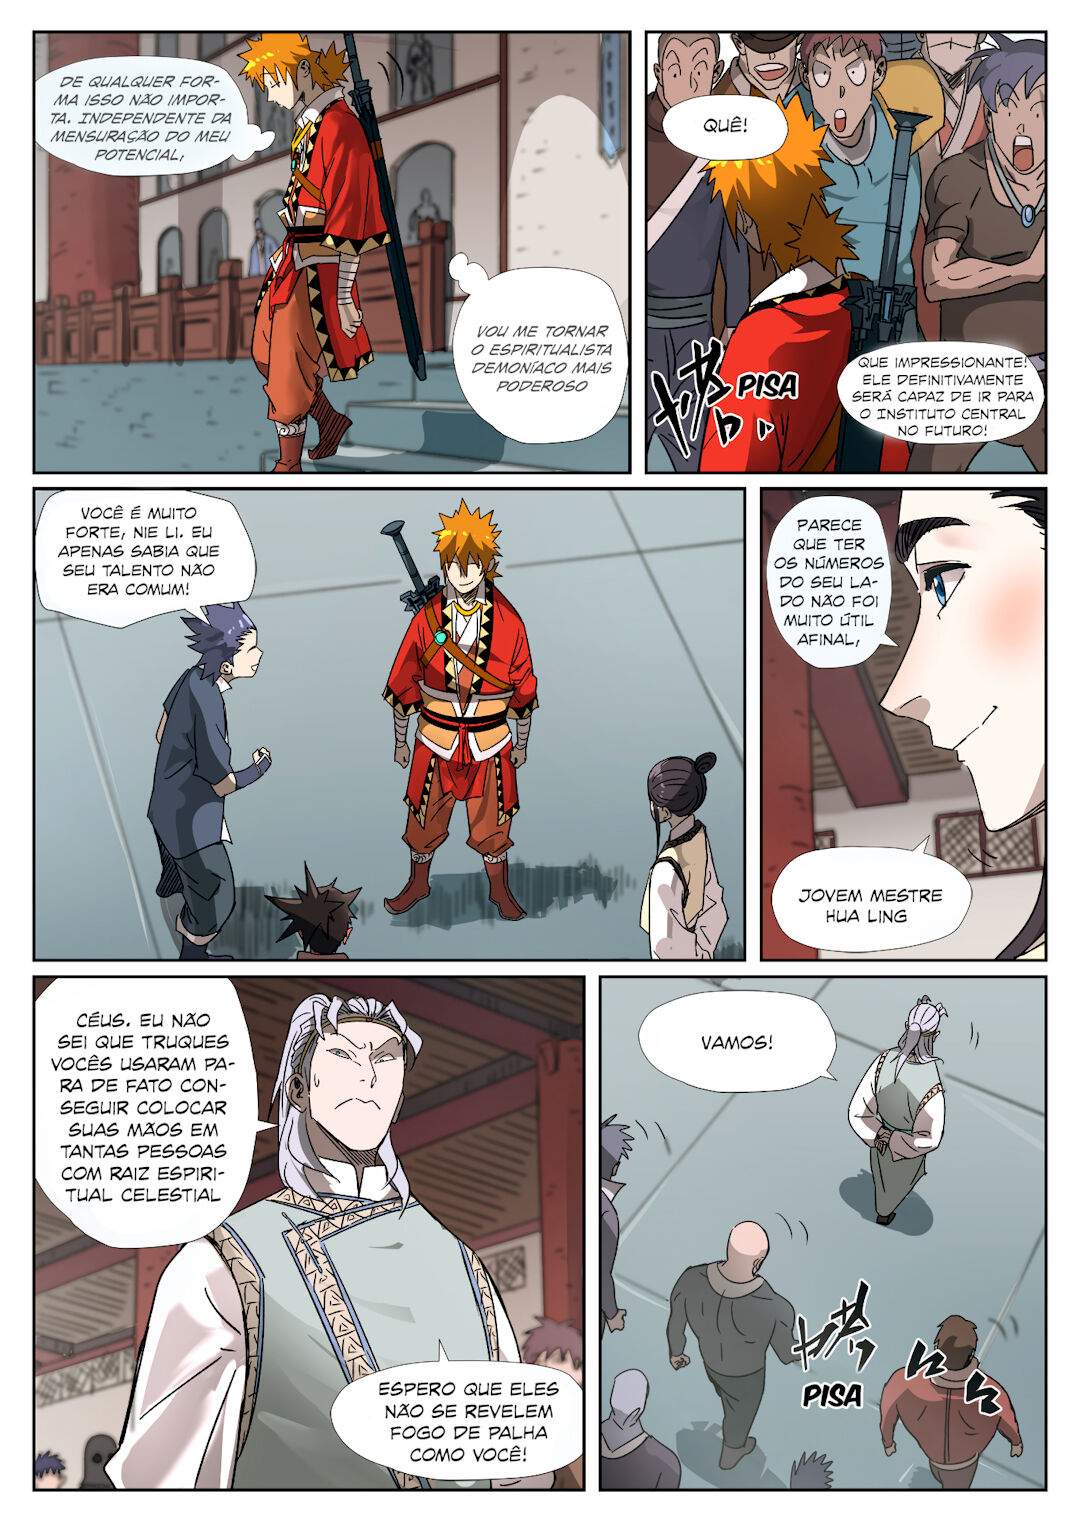 DE QUALQUER FOR-
MA ISSO NÃO IMPOR-
TA. INDEPENDENTE DA
MENSURAÇÃO DO MEU
POTENCIAL,
VOU ME TORNAR
O ESPIRITUALISTA
DEMONÍACO MAIS
PODEROSO
QUÊ!
PISA
QUE IMPRESSIONANTE!
ELE DEFINITIVAMENTE
SERÁ CAPAZ DE IR PARA
O INSTITUTO CENTRAL
NO FUTURO!
VOCÊ É MUITO
FORTE, NIE LI. EU
APENAS SABIA QUE
SEU TALENTO NÃO
ERA COMUM!
PARECE
QUE TER
OS NÚMEROS
DO SEU LA-
DO NÃO FOI
MUITO ÚTIL
AFINAL,
JOVEM MESTRE
HUA LING
CÉUS. EU NÃO
SEI QUE TRUQUES
VOCÊS USARAM PA-
RA DE FATO CON-
SEGUIR COLOCAR
SUAS MÃOS EM
TANTAS PESSOAS
COM RAIZ ESPIRI-
TUAL CELESTIAL
ESPERO QUE ELES
NÃO SE REVELEM
FOGO DE PALHA
COMO VOCÊ!
VAMOS!
PISA